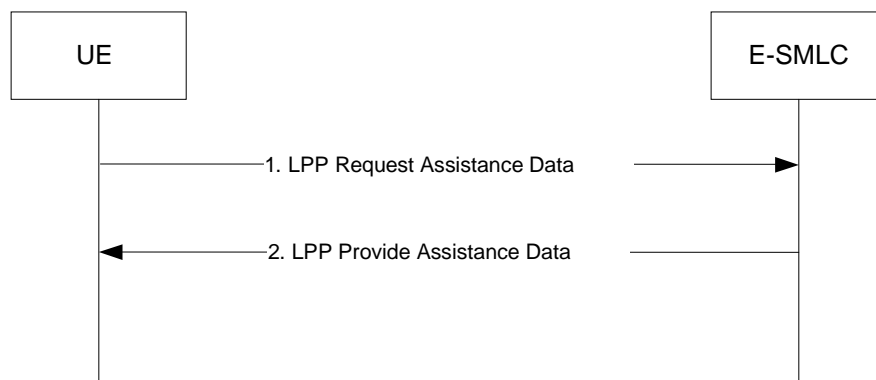 UE
E-SMLC
1. LPP Request Assistance Data
2. LPP Provide Assistance Data